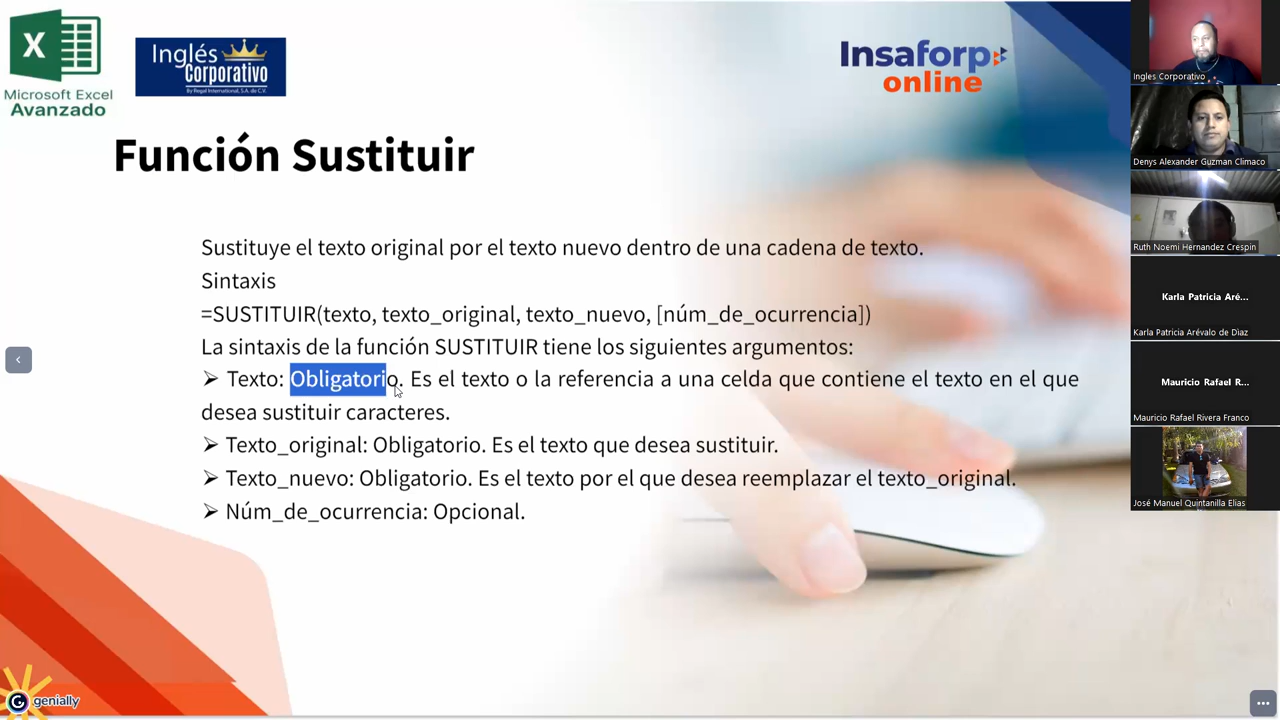 Microsoft Excel
Avanzado
Inglés
Corporativo
By Regal International, S.A. de C.V.
Insaforp
online
Función Sustituir
Sustituye el texto original por el texto nuevo dentro de una cadena de texto.
Sintaxis
=SUSTITUIR(texto, texto_original, texto_nuevo, [núm_de_ocurrencia])
La sintaxis de la función SUSTITUIR tiene los siguientes argumentos:
➢ Texto: Obligatorio. Es el texto o la referencia a una celda que contiene el texto en el que
desea sustituir caracteres.
➢ Texto_original: Obligatorio. Es el texto que desea sustituir.
➢ Texto_nuevo: Obligatorio. Es el texto por el que desea reemplazar el texto_original.
➢ Núm_de_ocurrencia: Opcional.
genially
Ingles Corporativo
Denys Alexander Guzman Climaco
Ruth Noemi Hernandez Crespin
Karla Patricia Aré...
Karla Patricia Arévalo de Diaz
Mauricio Rafael R...
Mauricio Rafael Rivera Franco
José Manuel Quintanilla Elias